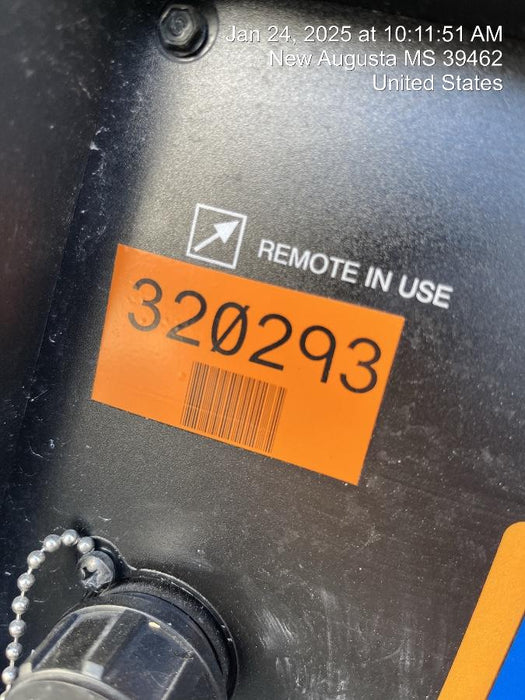 Jan 24, 2025 at 10:11:51 AM
New Augusta MS 39462
United States
REMOTE IN USE
320293